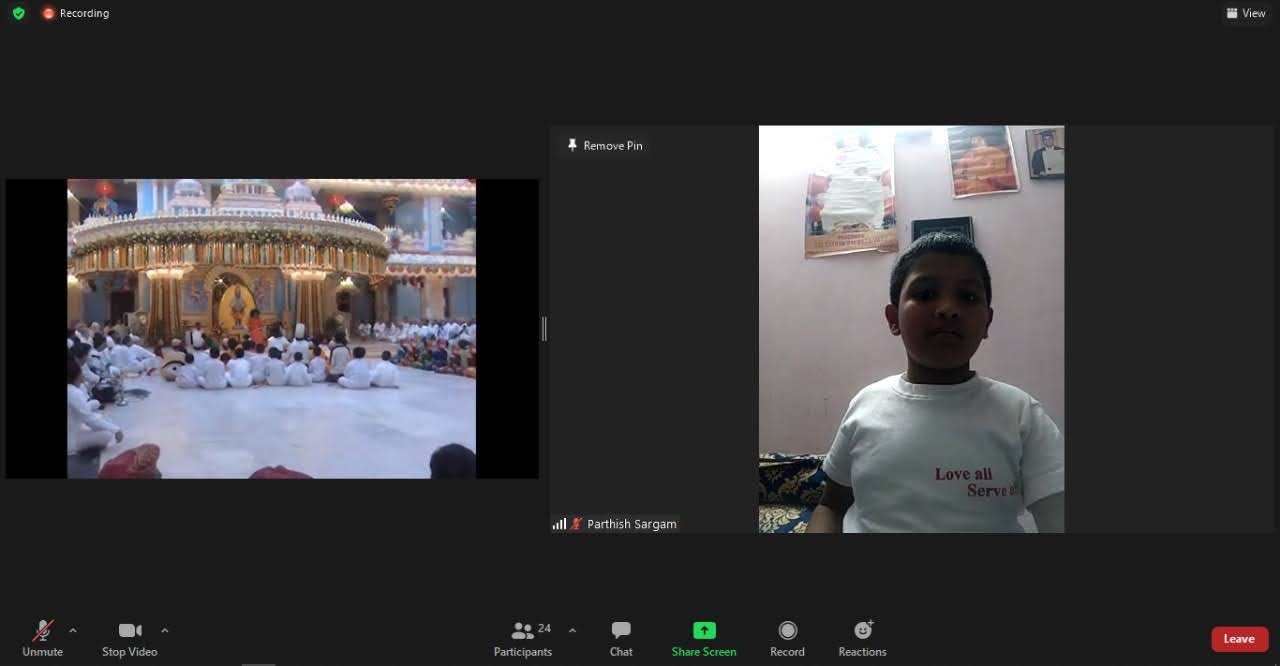 Recording
View
Remove Pin
Love all
Serve
Parthish Sargam
Unmute
Stop Video
24
Participants
Chat
Share Screen
Record
Reactions
Leave